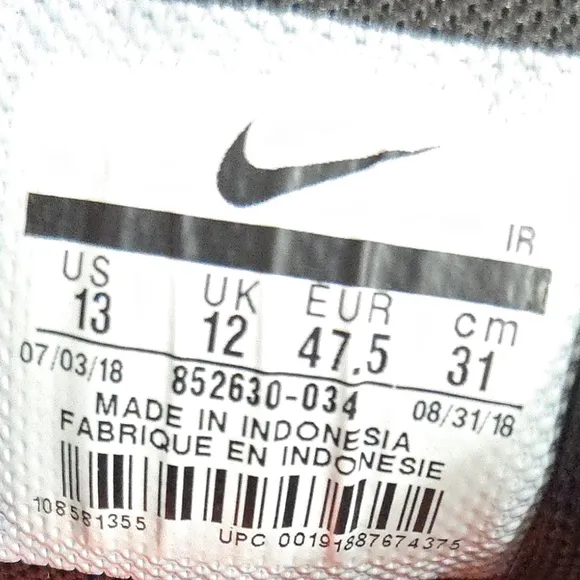 IR
US UK EUR cm
13 12 47.5 31
07/03/18 852630-034 08/31/18
MADE IN INDONESIA
FABRIQUE EN INDONESIE
108581355 UPC 00191887674375